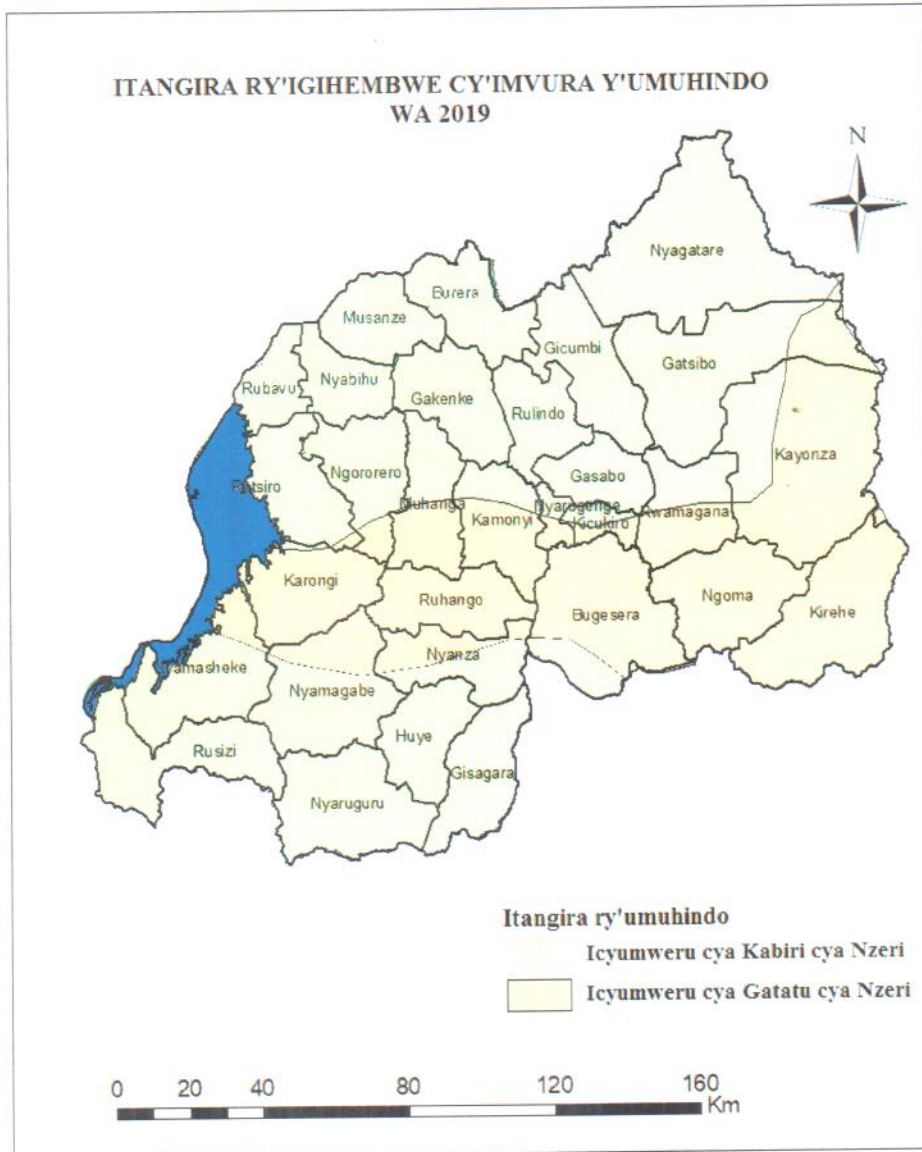 ITANGIRA RY'IGIHEMBWE CY'IMVURA Y'UMUHINDO
WA 2019
N
Nyagatare
Burera
Musanze
Gicumbi
Gatsibo
Rubavu
Nyabihu
Gakenke
Rulindo
Kayonza
Ngororero
Gasabo
Rutsiro
Muhanga
Kamonyi
Nyarugenge
Kicukiro
Rwamagana
Karongi
Ruhango
Bugesera
Ngoma
Kirehe
Nyanza
Nyamasheke
Nyamagabe
Huye
Rusizi
Gisagara
Nyaruguru
Itangira ry'umuhindo
Icyumweru cya Kabiri cya Nzeri
Icyumweru cya Gatatu cya Nzeri
0 20 40 80 120 160
Km